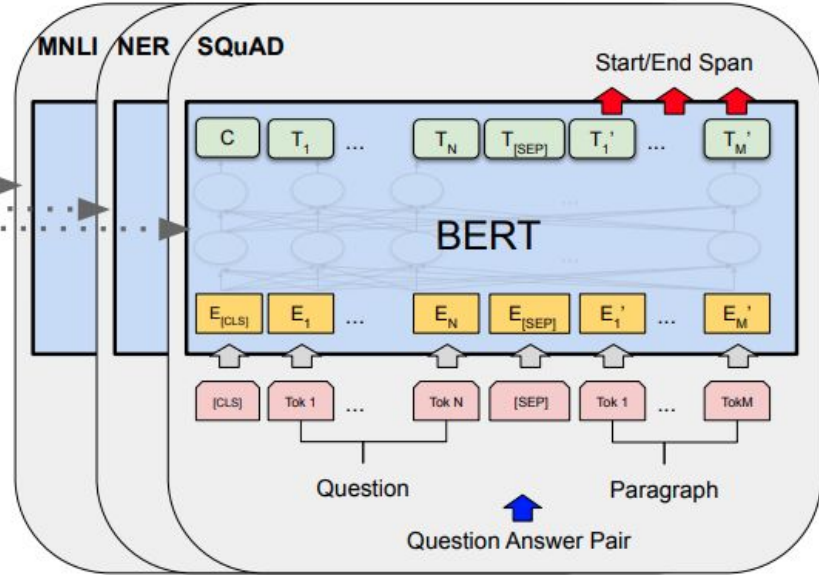 MNLI NER SQuAD
Start/End Span
C T1 ... TN T[SEP] T1' ... TM'
BERT
E[CLS] E1 ... EN E[SEP] E1' ... EM'
[CLS] Tok 1 ... Tok N [SEP] Tok 1 ... TokM
Question Paragraph
Question Answer Pair